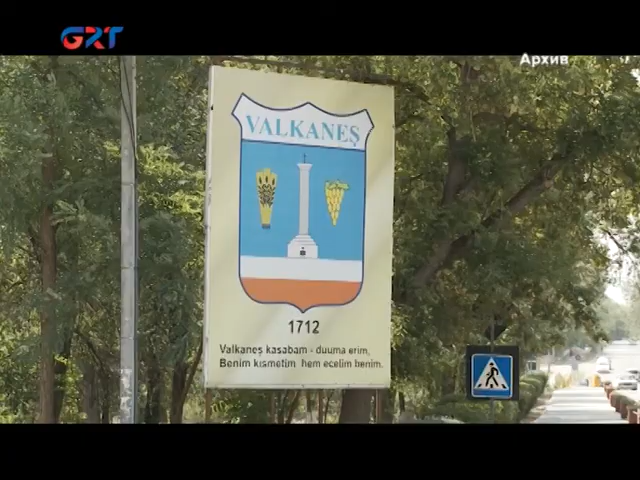 GRT
Архив
VALKANEŞ
1712
Valkaneş kasabam - duuma erim,
Benim kısmetim hem ecelim benim.